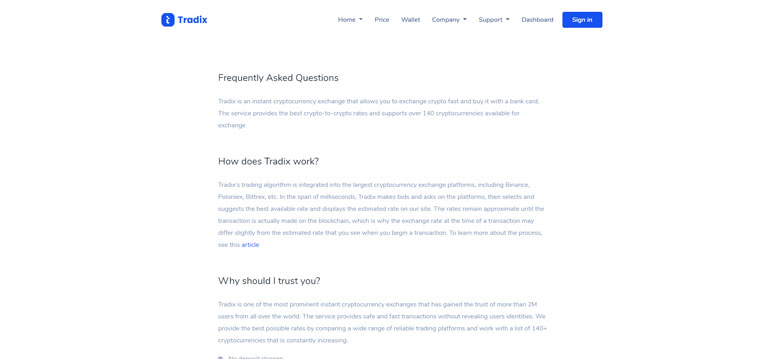 Tradix Home Price Wallet Company Support Dashboard Sign in
Frequently Asked Questions
Tradix is an instant cryptocurrency exchange that allows you to exchange crypto fast and buy it with a bank card.
The service provides the best crypto-to-crypto rates and supports over 140 cryptocurrencies available for
exchange
How does Tradix work?
Tradix's trading algorithm is integrated into the largest cryptocurrency exchange platforms, including Binance,
Poloniex, Bittrex, etc. In the span of milliseconds, Tradix makes bids and asks on the platforms, then selects and
suggests the best available rate and displays the estimated rate on our site. The rates remain approximate until the
transaction is actually made on the blockchain, which is why the exchange rate at the time of a transaction may
differ slightly from the estimated rate that you see when you begin a transaction. To learn more about the process,
see this article
Why should I trust you?
Tradix is one of the most prominent instant cryptocurrency exchanges that has gained the trust of more than 2M
users from all over the world. The service provides safe and fast transactions without revealing users identities. We
provide the best possible rates by comparing a wide range of reliable trading platforms and work with a list of 140+
cryptocurrencies that is constantly increasing.
No deposit storage